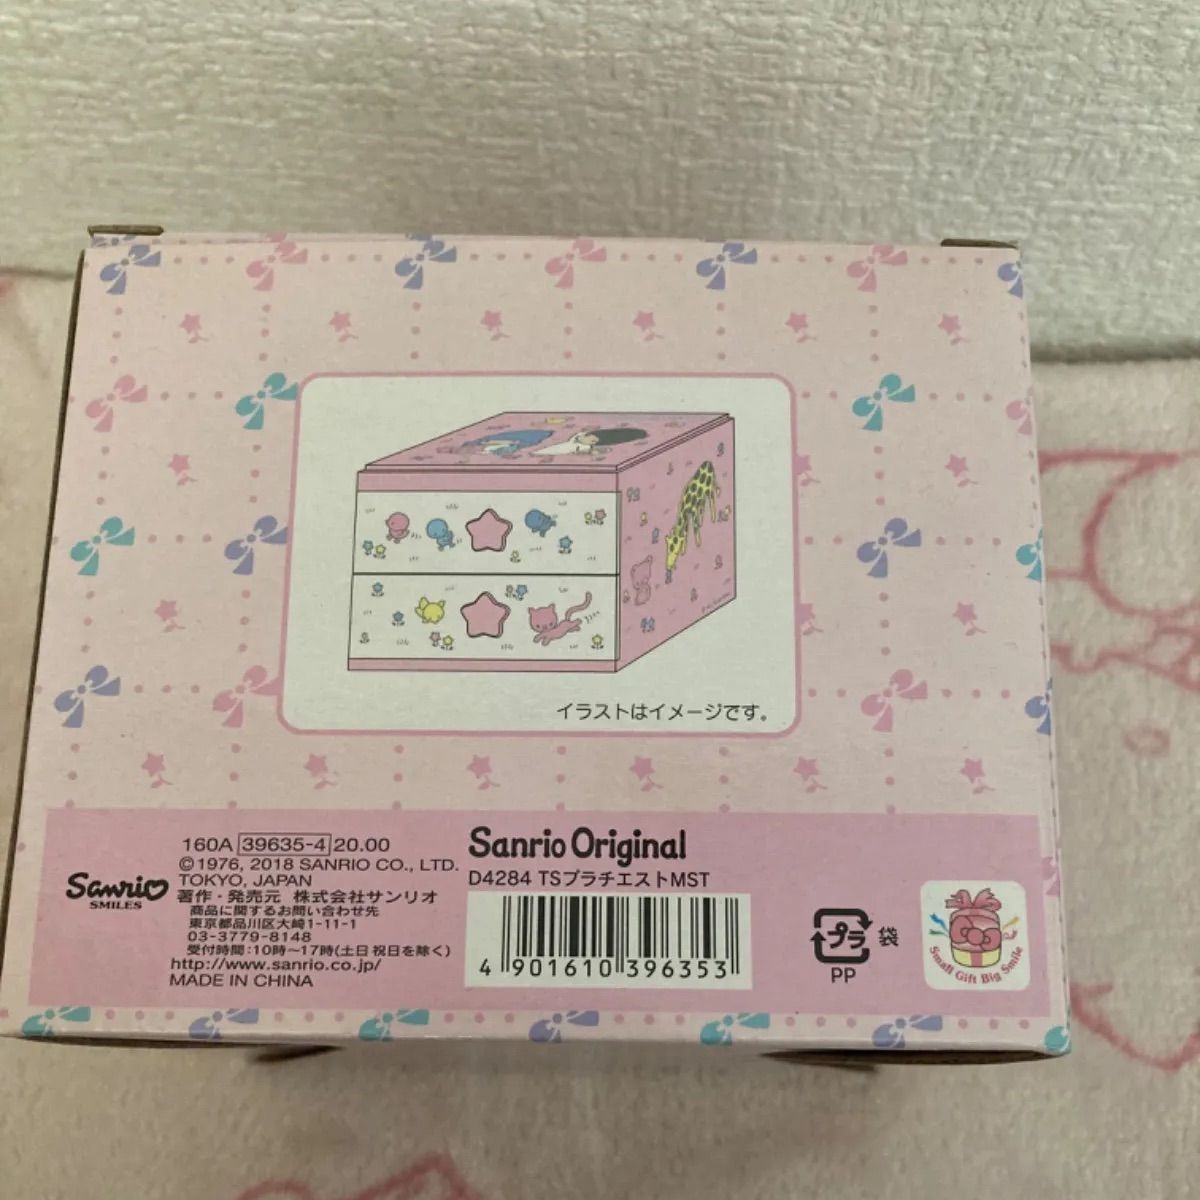 イラストはイメージです。
160A 39635-4 20.00
©1976, 2018 SANRIO CO., LTD.
TOKYO, JAPAN
著作・発売元 株式会社サンリオ
商品に関するお問い合わせ先
東京都品川区大崎1-11-1
03-3779-8148
受付時間:10時〜17時(土日祝日を除く)
http://www.sanrio.co.jp/
MADE IN CHINA
Sanrio
SMILES
Sanrio Original
D4284 TSプラチエストMST
4 901610 396353
プラ 袋
PP
Small Gift Big Smile